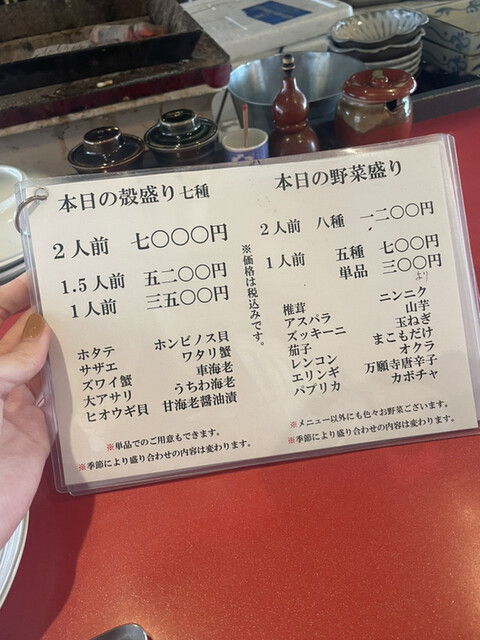 本日の殻盛り七種
2人前 七〇〇〇円
1.5人前 五二〇〇円
1人前 三五〇〇円
ホタテ ホンビノス貝
サザエ ワタリ蟹
ズワイ蟹 車海老
大アサリ うちわ海老
ヒオウギ貝 甘海老醤油漬
※単品でのご用意もできます。
※季節により盛り合わせの内容は変わります。
※価格は税込みです。
本日の野菜盛り
2人前 八種 一二〇〇円
1人前 五種 七〇〇円
単品 三〇〇円
より
椎茸 ニンニク
アスパラ 山芋
ズッキーニ 玉ねぎ
茄子 まこもだけ
レンコン オクラ
エリンギ 万願寺唐辛子
パプリカ カボチャ
※メニュー以外にも色々お野菜ございます。
※季節により盛り合わせの内容は変わります。